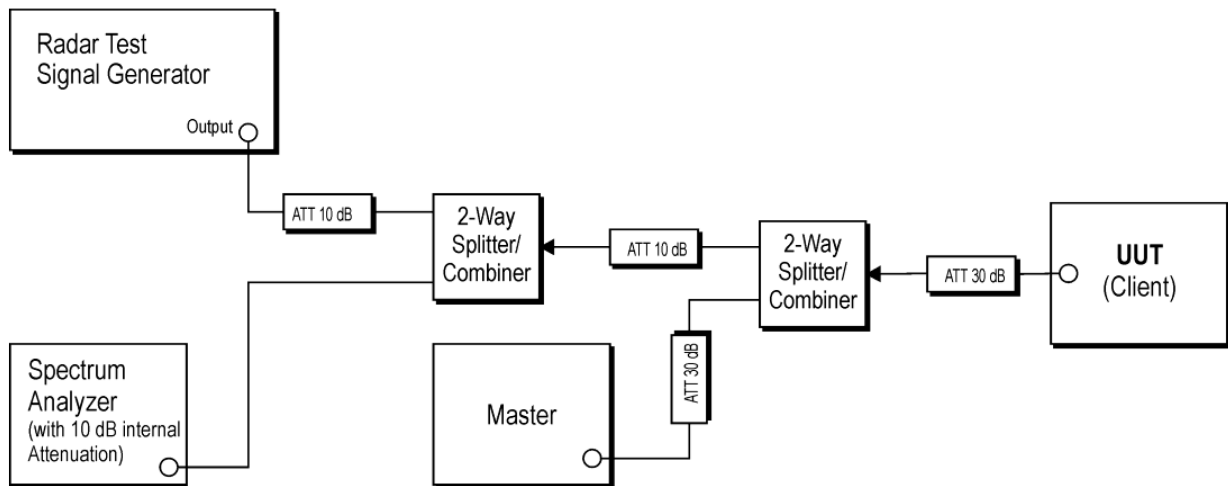 Radar Test
Signal Generator
Output
ATT 10 dB
2-Way
Splitter/
Combiner
ATT 10 dB
2-Way
Splitter/
Combiner
ATT 30 dB
UUT
(Client)
Spectrum
Analyzer
(with 10 dB internal
Attenuation)
Master
ATT 30 dB